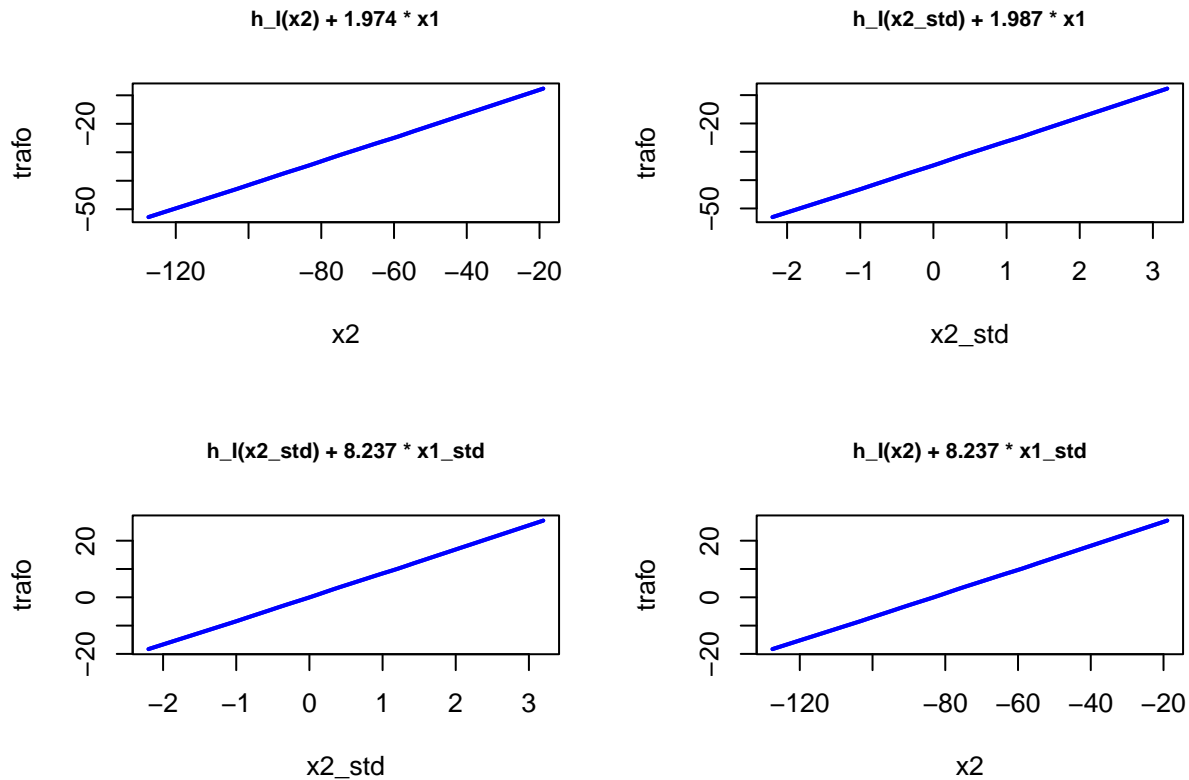 h_I(x2) + 1.974 * x1
trafo
−50
−20
−120
−80
−60
−40
−20
x2
h_I(x2_std) + 1.987 * x1
trafo
−50
−20
−2
−1
0
1
2
3
x2_std
h_I(x2_std) + 8.237 * x1_std
trafo
−20
0
20
−2
−1
0
1
2
3
x2_std
h_I(x2) + 8.237 * x1_std
trafo
−20
0
20
−120
−80
−60
−40
−20
x2